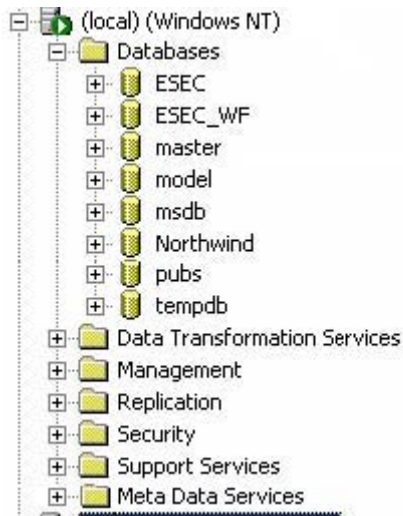 (local) (Windows NT)
Databases
ESEC
ESEC_WF
master
model
msdb
Northwind
pubs
tempdb
Data Transformation Services
Management
Replication
Security
Support Services
Meta Data Services